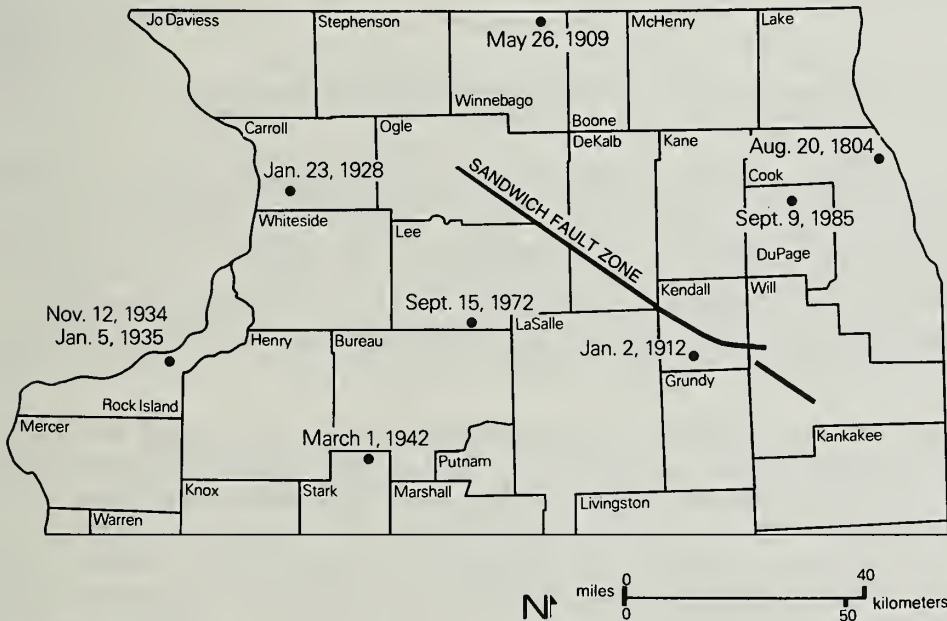 Jo Daviess
Stephenson
McHenry
Lake
May 26, 1909
Winnebago
Boone
Carroll
Ogle
DeKalb
Kane
Aug. 20, 1804
Jan. 23, 1928
SANDWICH FAULT ZONE
Cook
Whiteside
Lee
Sept. 9, 1985
DuPage
Kendall
Will
Sept. 15, 1972
Nov. 12, 1934
Jan. 5, 1935
LaSalle
Henry
Bureau
Jan. 2, 1912
Grundy
Rock Island
Mercer
March 1, 1942
Kankakee
Putnam
Knox
Stark
Marshall
Livingston
Warren
N
miles
0
40
0
50
kilometers